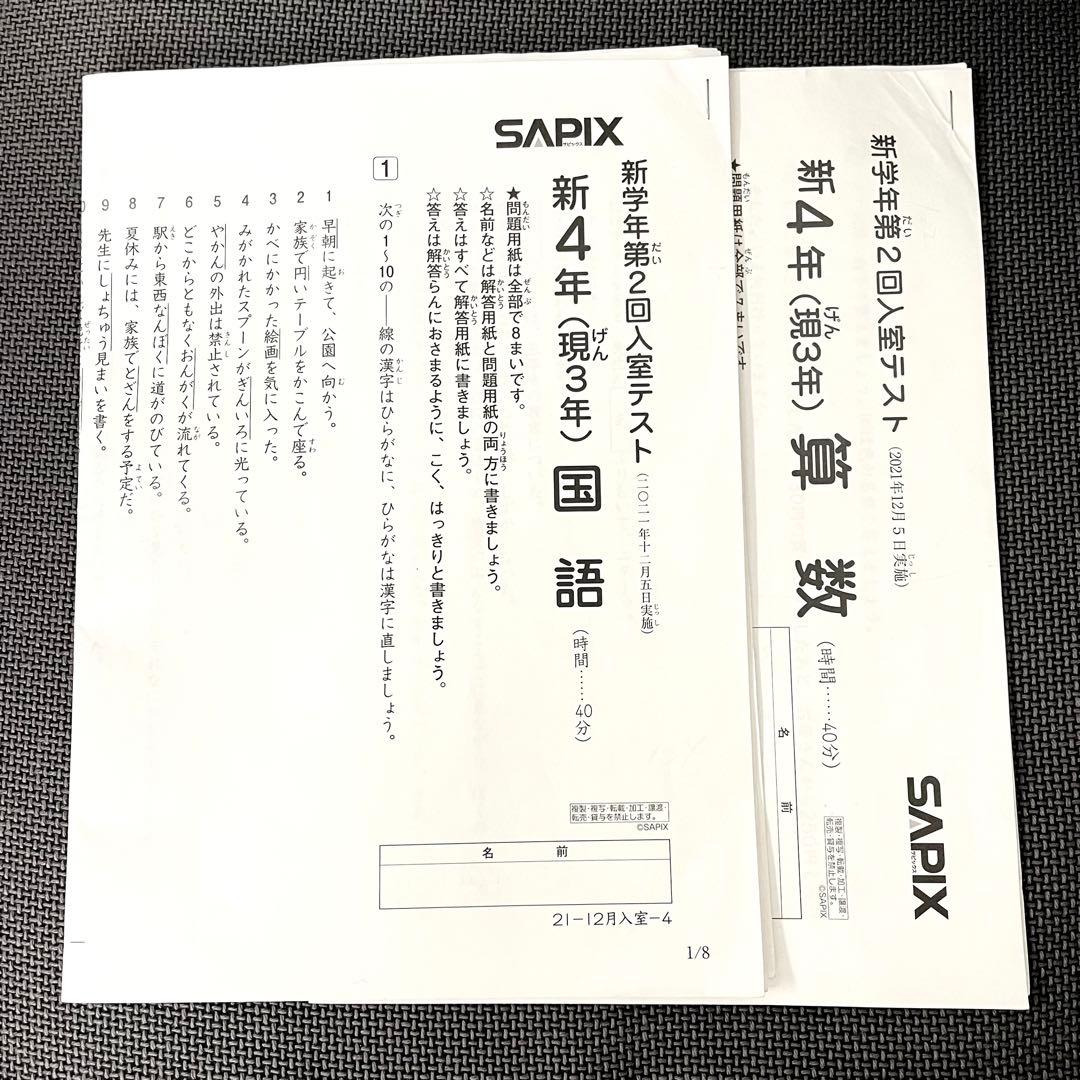 SAPIX
サピックス
新学年第2回入室テスト(二〇二一年十二月五日実施)
新4年(現3年) 国語 (時間……40分)
★問題用紙は全部で8まいです。
☆名前などは解答用紙と問題用紙の両方に書きましょう。
☆答えはすべて解答用紙に書きましょう。
☆答えは解答らんにおさまるように、こく、はっきりと書きましょう。
1 次の1～10の――線の漢字はひらがなに、ひらがなは漢字に直しましょう。
1 早朝に起きて、公園へ向かう。
2 家族で円いテーブルをかこんで座る。
3 かべにかかった絵画を気に入った。
4 みがかれたスプーンがぎんいろに光っている。
5 やかんの外出は禁止されている。
6 どこからともなくおんがくが流れてくる。
7 駅から東西なんぼくに道がのびている。
8 夏休みには、家族でとざんをする予定だ。
9 先生にしょちゅう見まいを書く。
複製・複写・転載・加工・譲渡・
転売・貸与を禁止します。
©SAPIX
名 前
21－12月入室－4
1/8
新学年第2回入室テスト(2021年12月5日実施)
新4年(現3年) 算数 (時間……40分)
SAPIX
サピックス
複製・複写・転載・加工・譲渡・
転売・貸与を禁止します。
©SAPIX
名 前